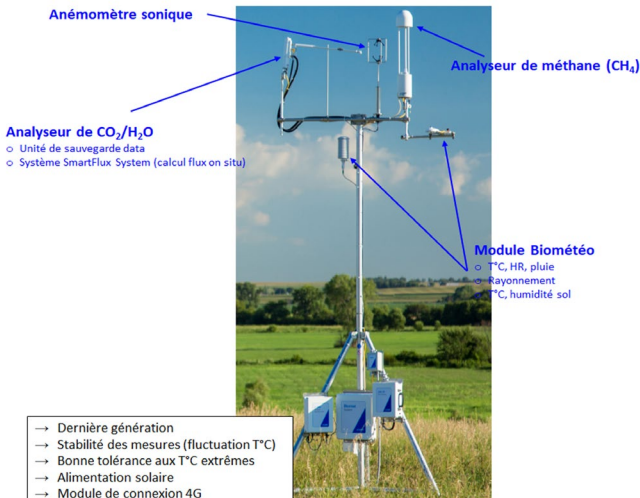 Anémomètre sonique
Analyseur de méthane (CH₄)
Analyseur de CO₂/H₂O
○ Unité de sauvegarde data
○ Système SmartFlux System (calcul flux on situ)
Module Biométéo
○ T°C, HR, pluie
○ Rayonnement
○ T°C, humidité sol
→ Dernière génération
→ Stabilité des mesures (fluctuation T°C)
→ Bonne tolérance aux T°C extrêmes
→ Alimentation solaire
→ Module de connexion 4G